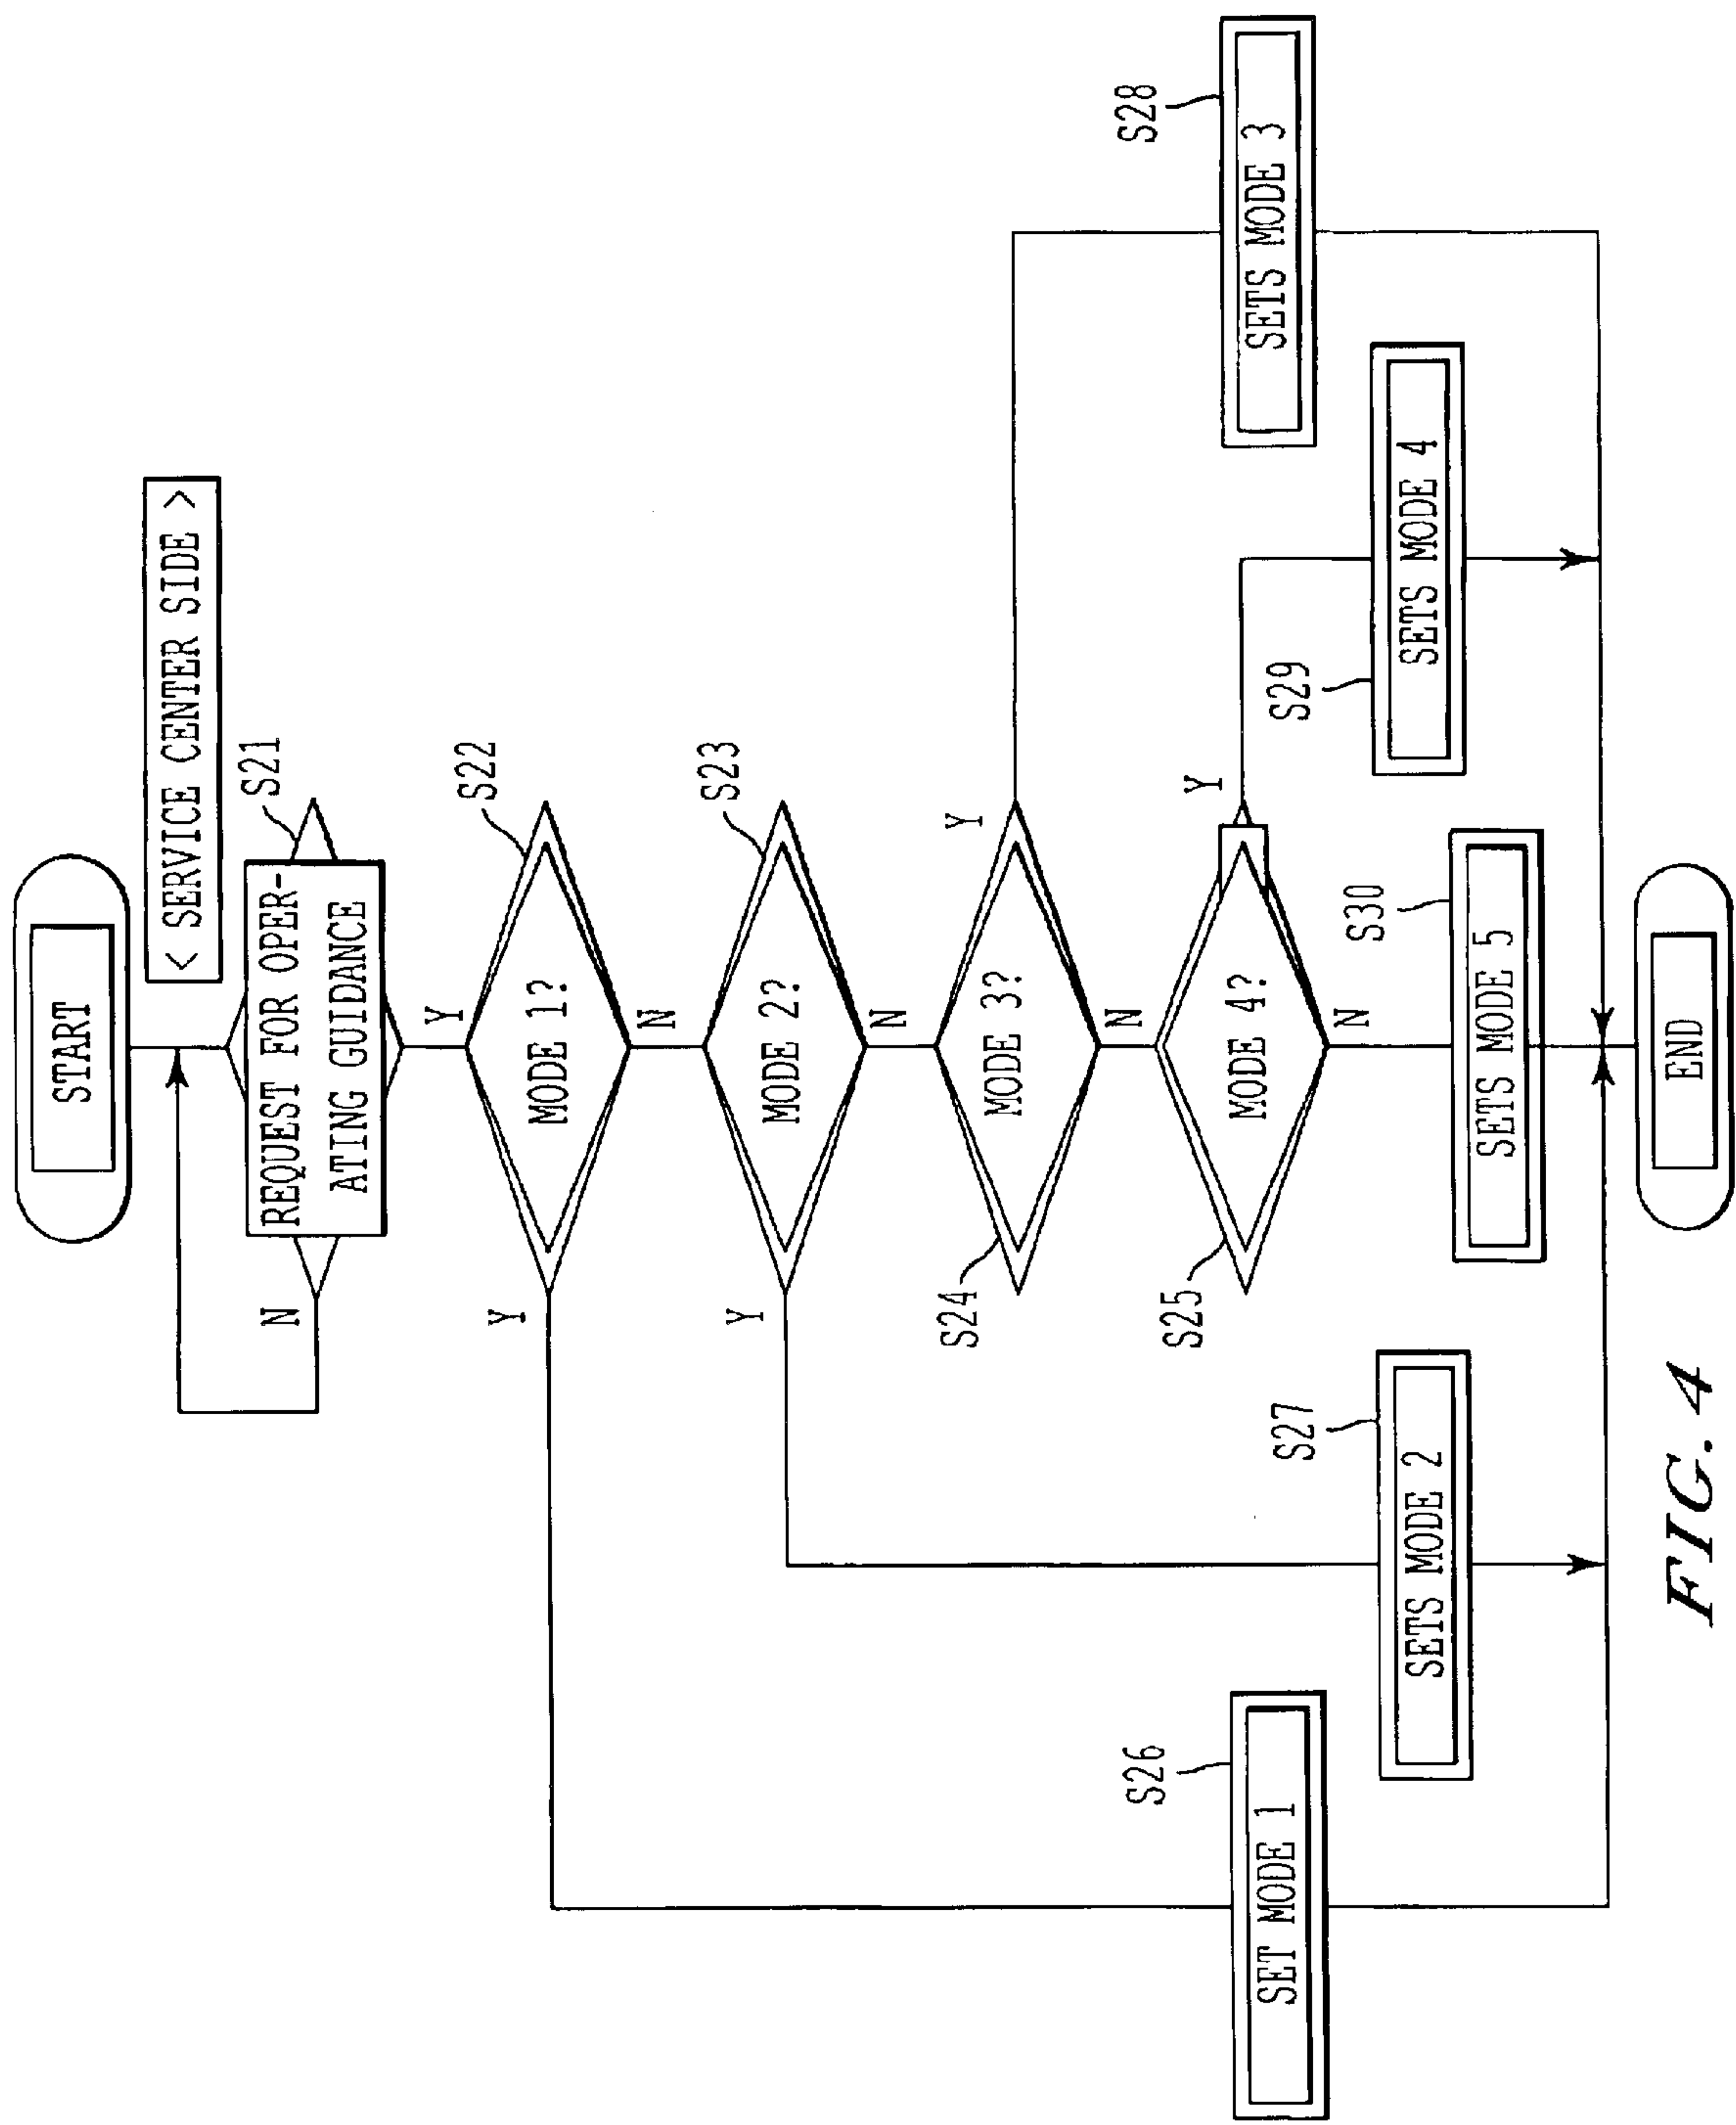 START
< SERVICE CENTER SIDE >
S21
REQUEST FOR OPER-
ATING GUIDANCE
N
Y
S22
MODE 1?
Y
N
S23
MODE 2?
Y
N
S24
MODE 3?
Y
N
S25
MODE 4?
Y
N
S26
SET MODE 1
S27
SETS MODE 2
S28
SETS MODE 3
S29
SETS MODE 4
S30
SETS MODE 5
END
FIG. 4